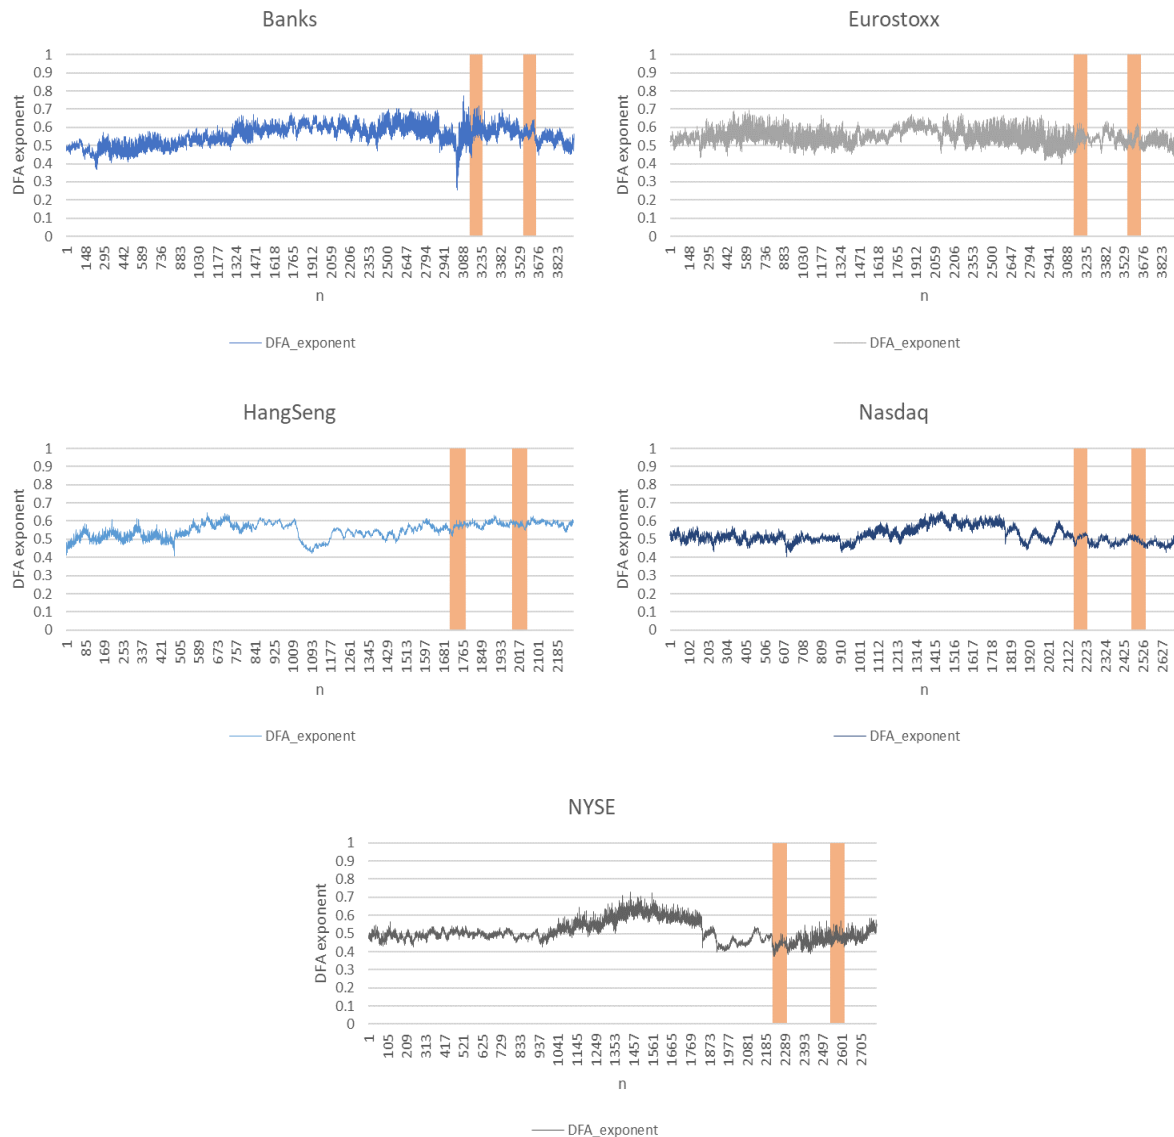 Banks
1
0.9
0.8
0.7
0.6
0.5
0.4
0.3
0.2
0.1
0
DFA exponent
1 148 295 442 589 736 883 1030 1177 1324 1471 1618 1765 1912 2059 2206 2353 2500 2647 2794 2941 3088 3235 3382 3529 3676 3823
n
DFA_exponent
Eurostoxx
1
0.9
0.8
0.7
0.6
0.5
0.4
0.3
0.2
0.1
0
DFA exponent
1 148 295 442 589 736 883 1030 1177 1324 1471 1618 1765 1912 2059 2206 2353 2500 2647 2794 2941 3088 3235 3382 3529 3676 3823
n
DFA_exponent
HangSeng
1
0.9
0.8
0.7
0.6
0.5
0.4
0.3
0.2
0.1
0
DFA exponent
1 85 169 253 337 421 505 589 673 757 841 925 1009 1093 1177 1261 1345 1429 1513 1597 1681 1765 1849 1933 2017 2101 2185
n
DFA_exponent
Nasdaq
1
0.9
0.8
0.7
0.6
0.5
0.4
0.3
0.2
0.1
0
DFA exponent
1 102 203 304 405 506 607 708 809 910 1011 1112 1213 1314 1415 1516 1617 1718 1819 1920 2021 2122 2223 2324 2425 2526 2627
n
DFA_exponent
NYSE
1
0.9
0.8
0.7
0.6
0.5
0.4
0.3
0.2
0.1
0
DFA exponent
1 105 209 313 417 521 625 729 833 937 1041 1145 1249 1353 1457 1561 1665 1769 1873 1977 2081 2185 2289 2393 2497 2601 2705
n
DFA_exponent